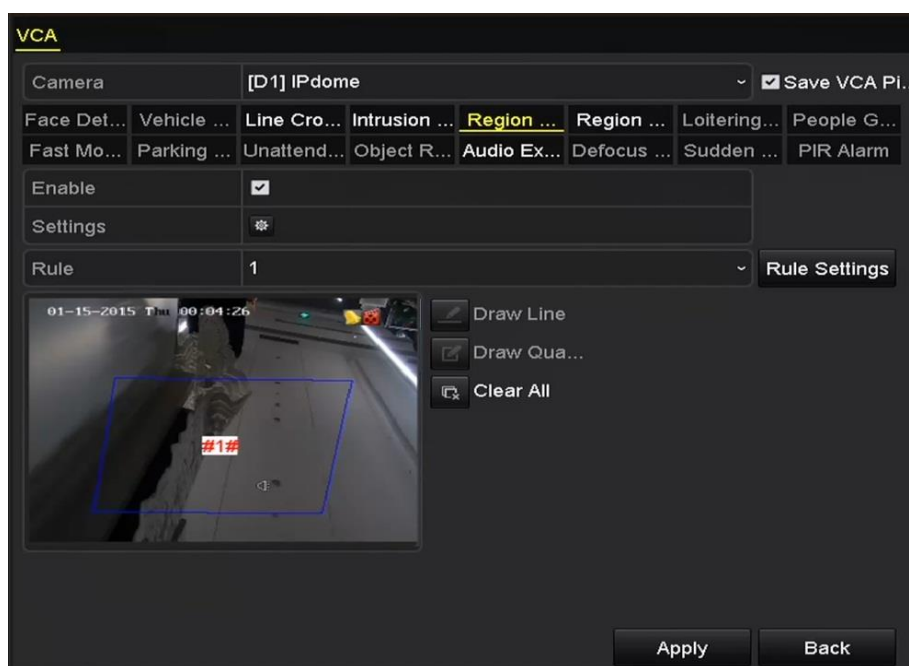 VCA
Camera [D1] IPdome Save VCA Pi..
Face Det... Vehicle ... Line Cro... Intrusion ... Region ... Region ... Loitering... People G...
Fast Mo... Parking ... Unattend... Object R... Audio Ex... Defocus ... Sudden ... PIR Alarm
Enable
Settings
Rule 1 Rule Settings
01-15-2015 Thu 00:04:26
Draw Line
Draw Qua...
Clear All
#1#
Apply Back